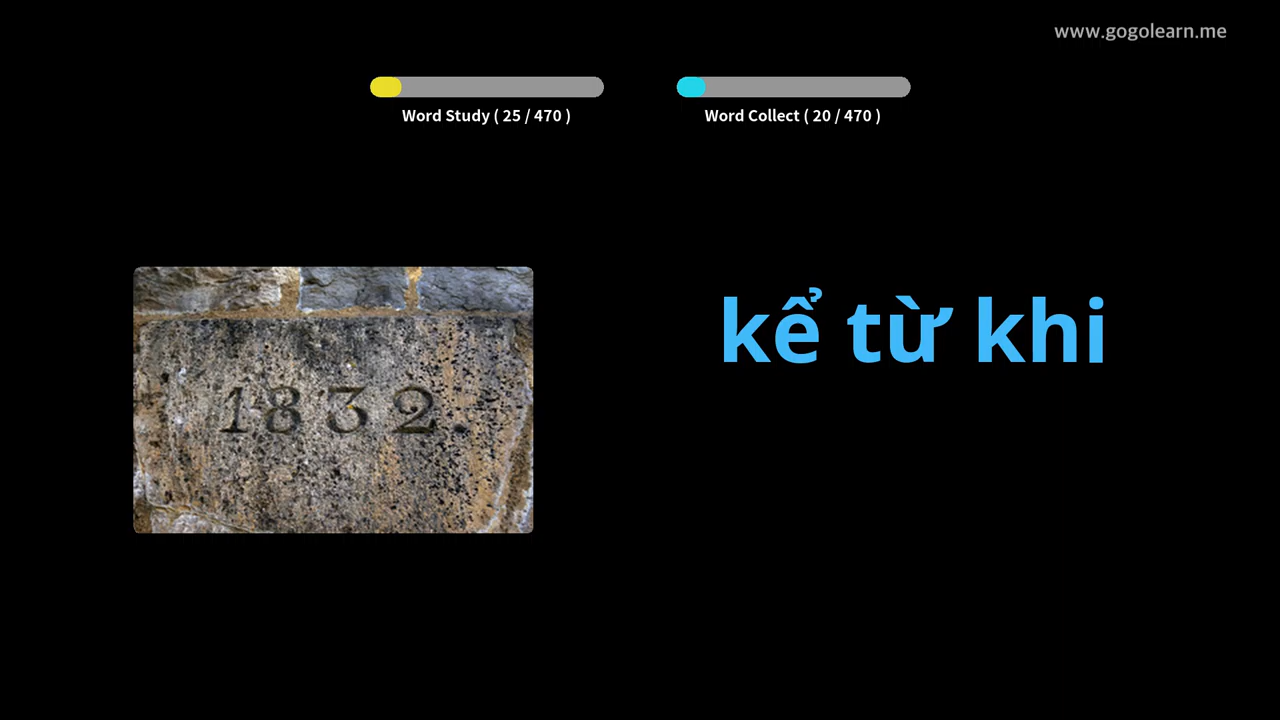 www.gogolearn.me
Word Study ( 25 / 470 )
Word Collect ( 20 / 470 )
1832.
kể từ khi